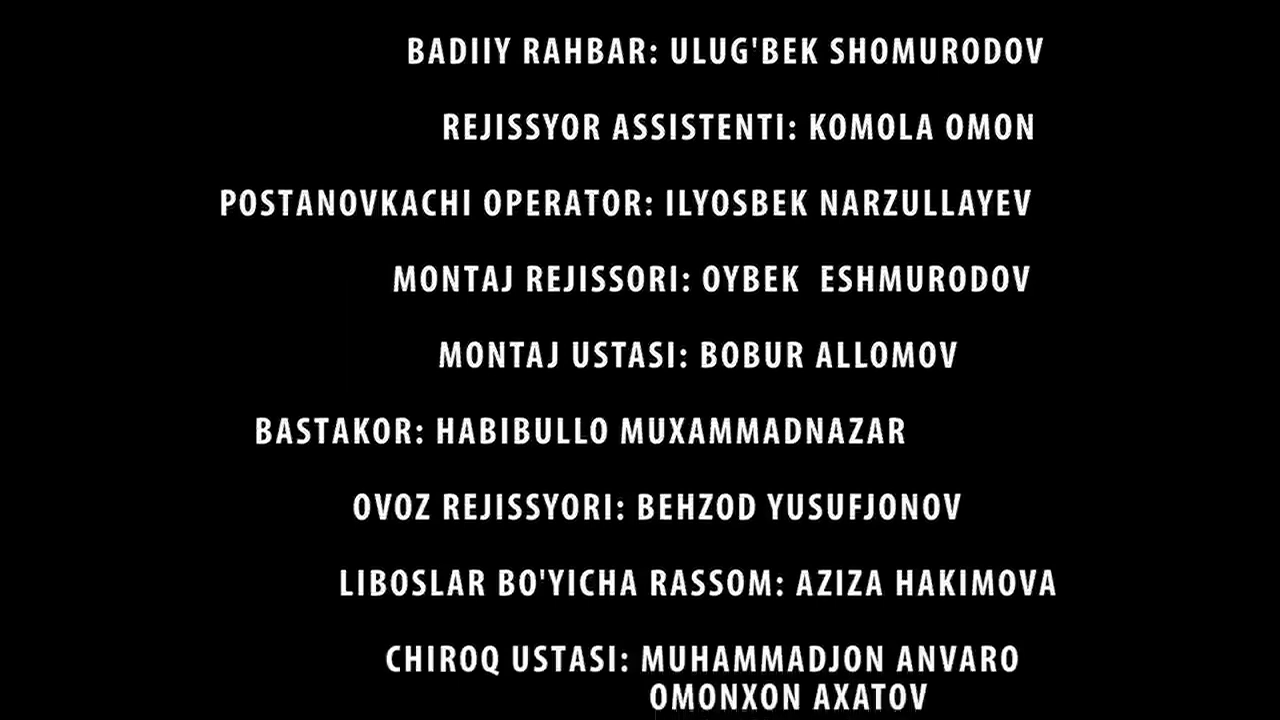 BADIIY RAHBAR: ULUG'BEK SHOMURODOV
REJISSYOR ASSISTENTI: KOMOLA OMON
POSTANOVKACHI OPERATOR: ILYOSBEK NARZULLAYEV
MONTAJ REJISSORI: OYBEK  ESHMURODOV
MONTAJ USTASI: BOBUR ALLOMOV
BASTAKOR: HABIBULLO MUXAMMADNAZAR
OVOZ REJISSYORI: BEHZOD YUSUFJONOV
LIBOSLAR BO'YICHA RASSOM: AZIZA HAKIMOVA
CHIROQ USTASI: MUHAMMADJON ANVARO
OMONXON AXATOV